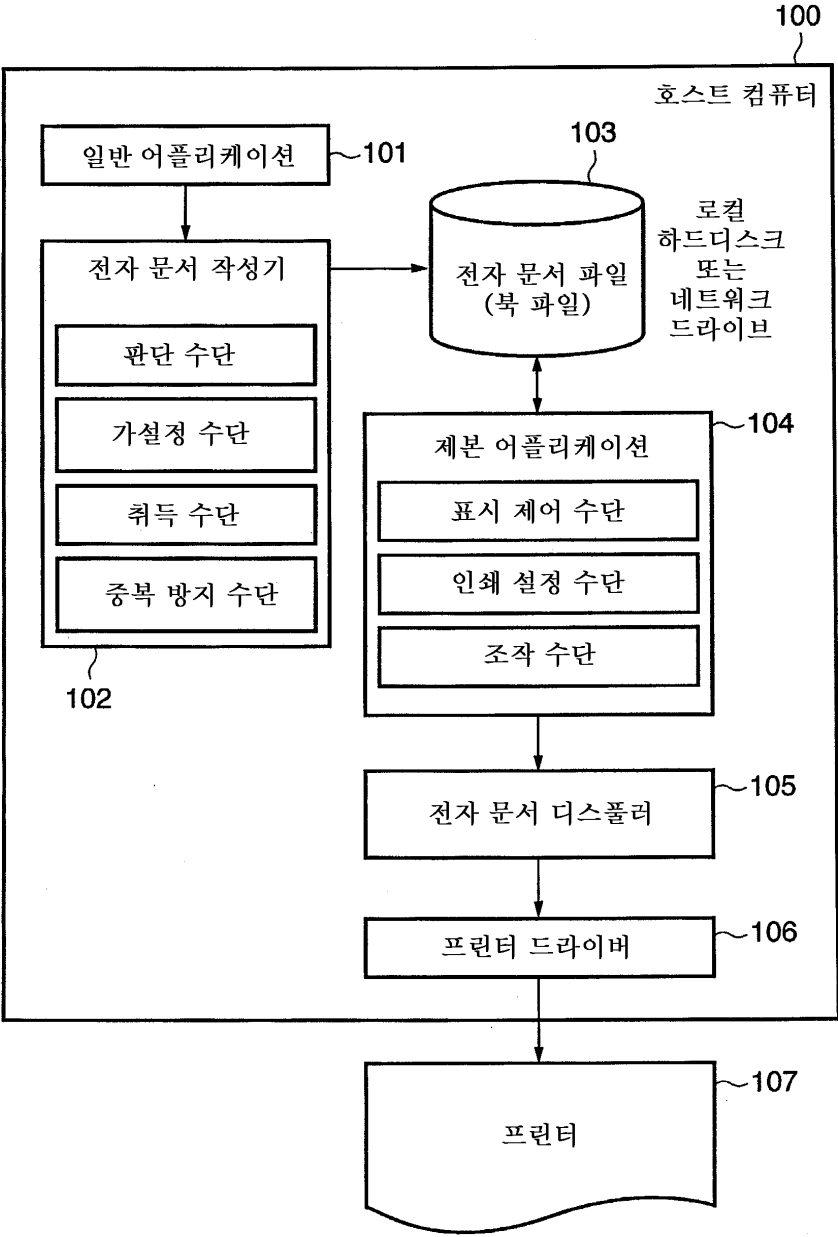 100
호스트 컴퓨터
일반 어플리케이션
101
103
전자 문서 작성기
판단 수단
가설정 수단
취득 수단
중복 방지 수단
102
전자 문서 파일
(북 파일)
로컬
하드디스크
또는
네트워크
드라이브
104
제본 어플리케이션
표시 제어 수단
인쇄 설정 수단
조작 수단
105
전자 문서 디스풀러
106
프린터 드라이버
107
프린터